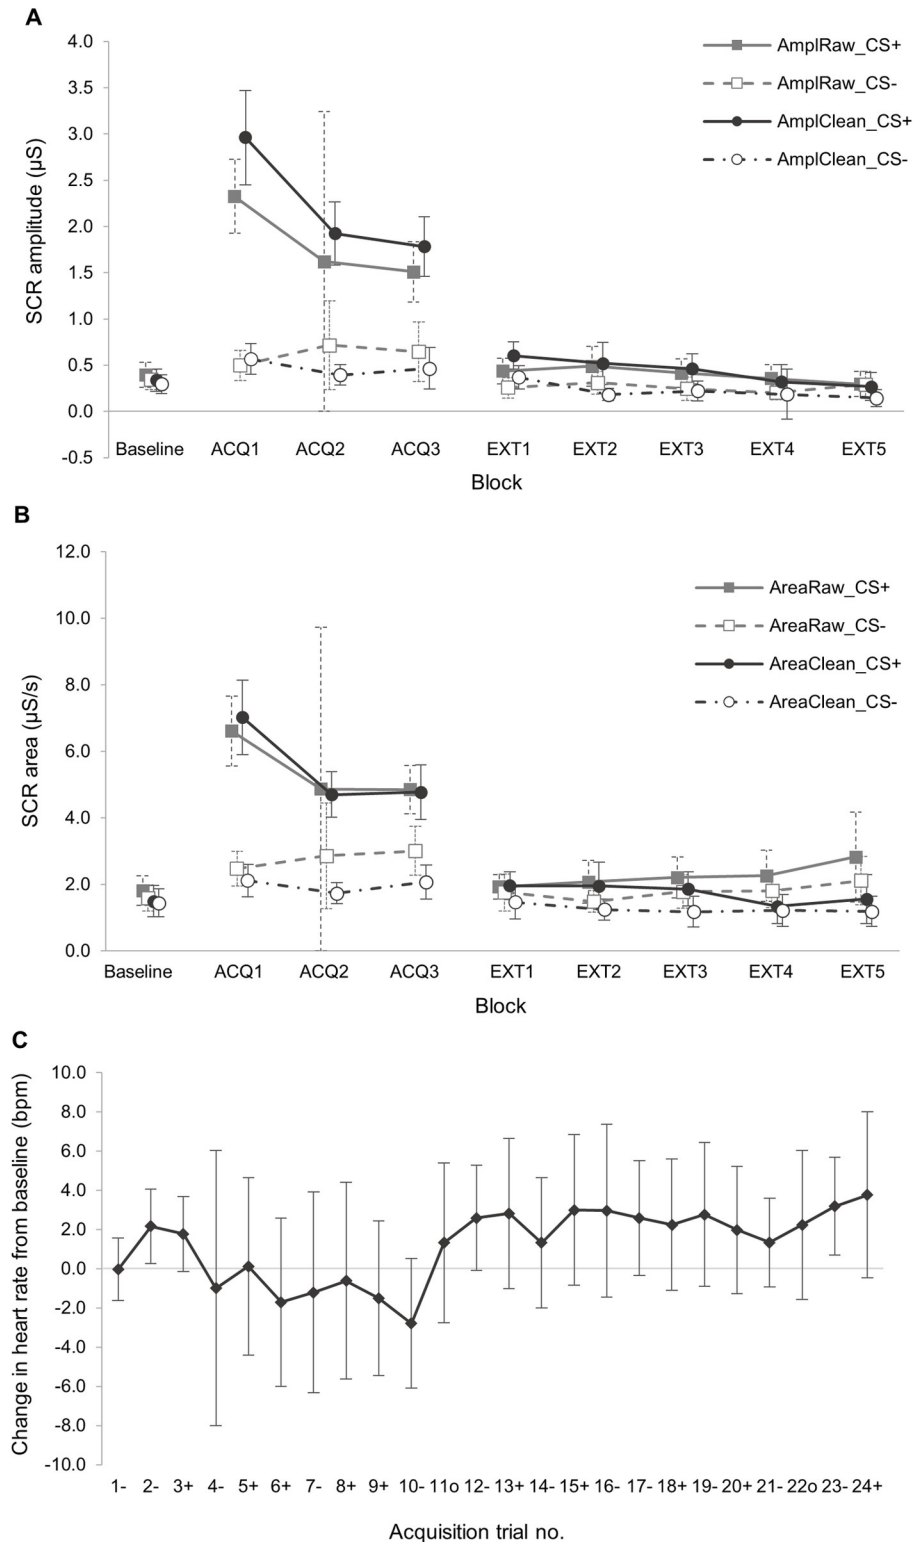 A
4.0
3.5
3.0
2.5
2.0
1.5
1.0
0.5
0.0
-0.5
SCR amplitude (µS)
AmplRaw_CS+
AmplRaw_CS-
AmplClean_CS+
AmplClean_CS-
Baseline ACQ1 ACQ2 ACQ3 EXT1 EXT2 EXT3 EXT4 EXT5
Block
B
12.0
10.0
8.0
6.0
4.0
2.0
0.0
SCR area (µS/s)
AreaRaw_CS+
AreaRaw_CS-
AreaClean_CS+
AreaClean_CS-
Baseline ACQ1 ACQ2 ACQ3 EXT1 EXT2 EXT3 EXT4 EXT5
Block
C
10.0
8.0
6.0
4.0
2.0
0.0
-2.0
-4.0
-6.0
-8.0
-10.0
Change in heart rate from baseline (bpm)
1- 2- 3+ 4- 5+ 6+ 7- 8+ 9+ 10- 11o 12- 13+ 14- 15+ 16- 17- 18+ 19- 20+ 21- 22o 23- 24+
Acquisition trial no.